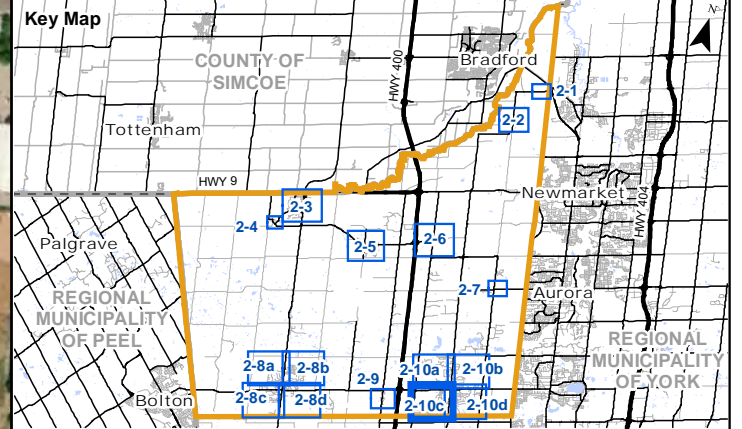 Key Map
N
COUNTY OF
SIMCOE
HWY 400
Bradford
2-1
2-2
Tottenham
HWY 9
Newmarket
HWY 404
2-3
2-4
2-5
2-6
Palgrave
2-7
Aurora
REGIONAL
MUNICIPALITY
OF PEEL
REGIONAL
MUNICIPALITY
OF YORK
2-8a
2-8b
2-9
2-10a
2-10b
Bolton
2-8c
2-8d
2-10c
2-10d